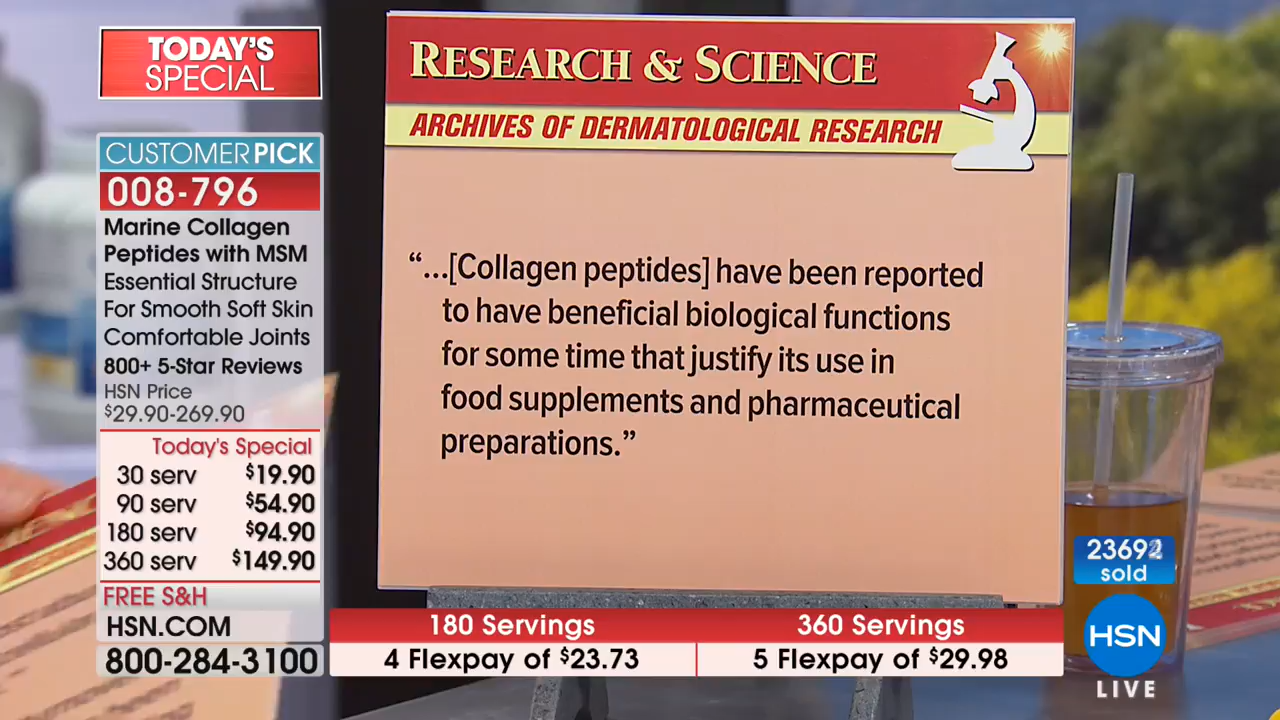 TODAY'S
SPECIAL
CUSTOMER PICK
008-796
Marine Collagen
Peptides with MSM
Essential Structure
For Smooth Soft Skin
Comfortable Joints
800+ 5-Star Reviews
HSN Price
$29.90-269.90
Today's Special
30 serv $19.90
90 serv $54.90
180 serv $94.90
360 serv $149.90
FREE S&H
HSN.COM
800-284-3100
RESEARCH & SCIENCE
ARCHIVES OF DERMATOLOGICAL RESEARCH
“...[Collagen peptides] have been reported
to have beneficial biological functions
for some time that justify its use in
food supplements and pharmaceutical
preparations.”
180 Servings
4 Flexpay of $23.73
360 Servings
5 Flexpay of $29.98
sold
HSN
LIVE